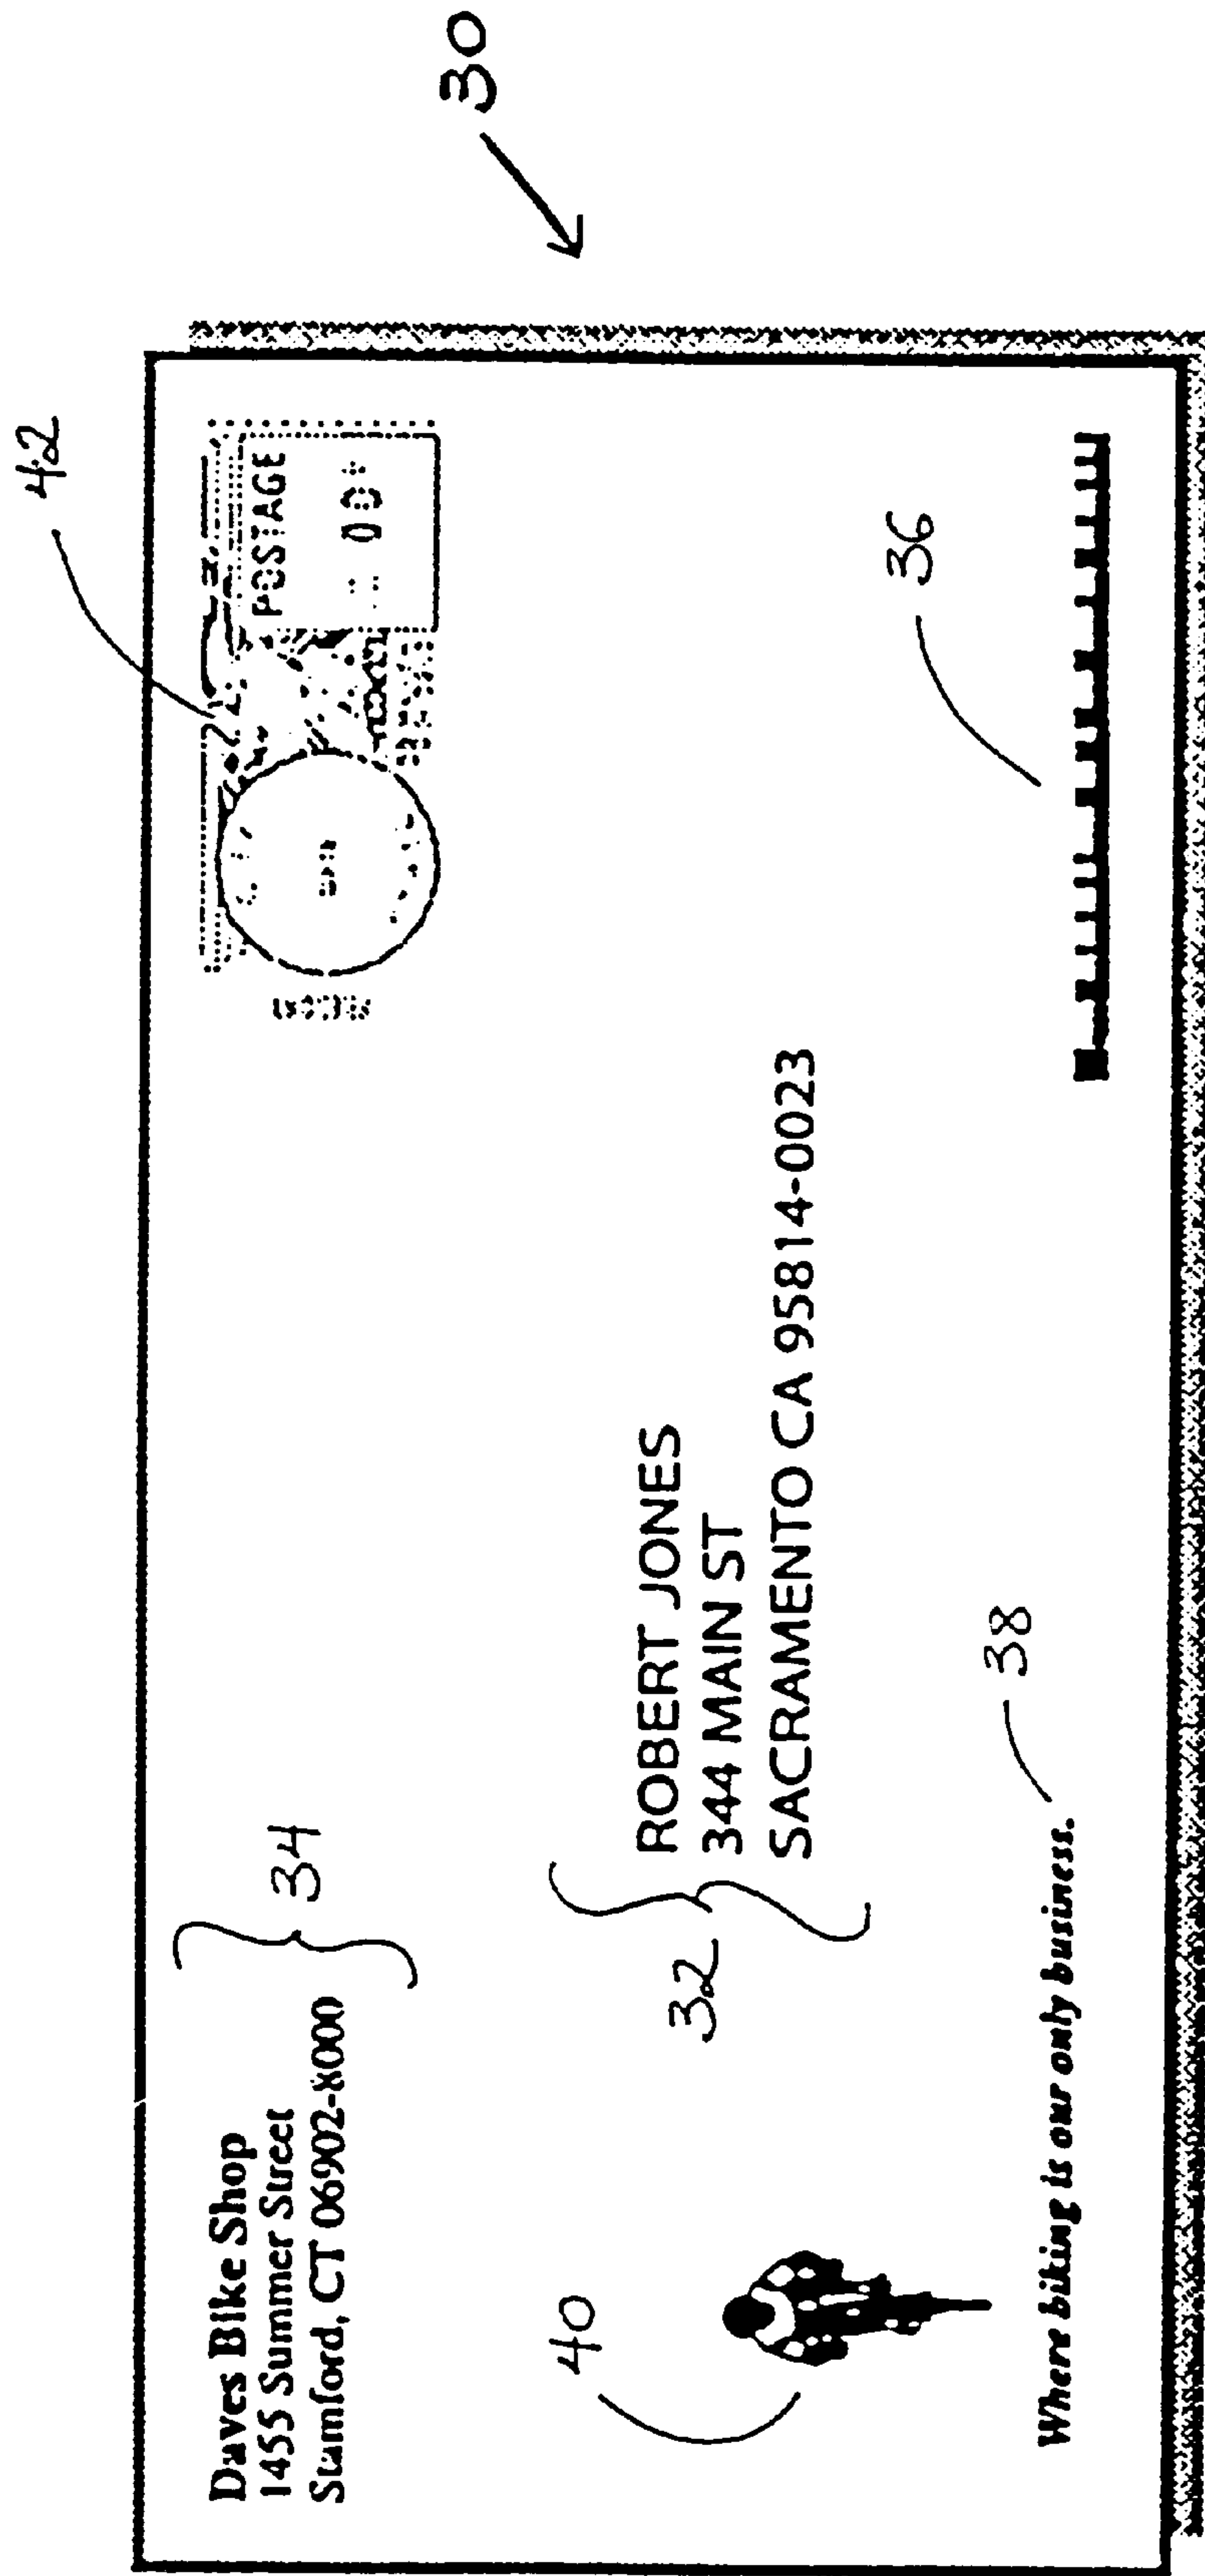 30
42
Daves Bike Shop
1455 Summer Street
Stamford, CT 06902-8000
34
POSTAGE
40
32
ROBERT JONES
344 MAIN ST
SACRAMENTO CA 95814-0023
36
38
Where biking is our only business.